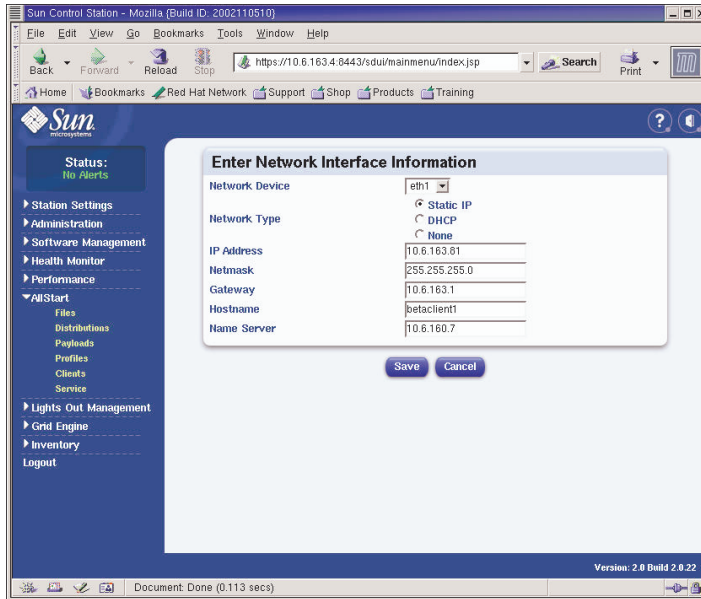 Sun Control Station - Mozilla {Build ID: 2002110510}
File Edit View Go Bookmarks Tools Window Help
Back Forward Reload Stop https://10.6.163.4:6443/sdui/mainmenu/index.jsp Search Print
Home Bookmarks Red Hat Network Support Shop Products Training
Sun
microsystems
?
Status:
No Alerts
Station Settings
Administration
Software Management
Health Monitor
Performance
AllStart
Files
Distributions
Payloads
Profiles
Clients
Service
Lights Out Management
Grid Engine
Inventory
Logout
Enter Network Interface Information
Network Device eth1
Network Type
Static IP
DHCP
None
IP Address 10.6.163.81
Netmask 255.255.255.0
Gateway 10.6.163.1
Hostname betaclient1
Name Server 10.6.160.7
Save Cancel
Version: 2.0 Build 2.0.22
Document: Done (0.113 secs)